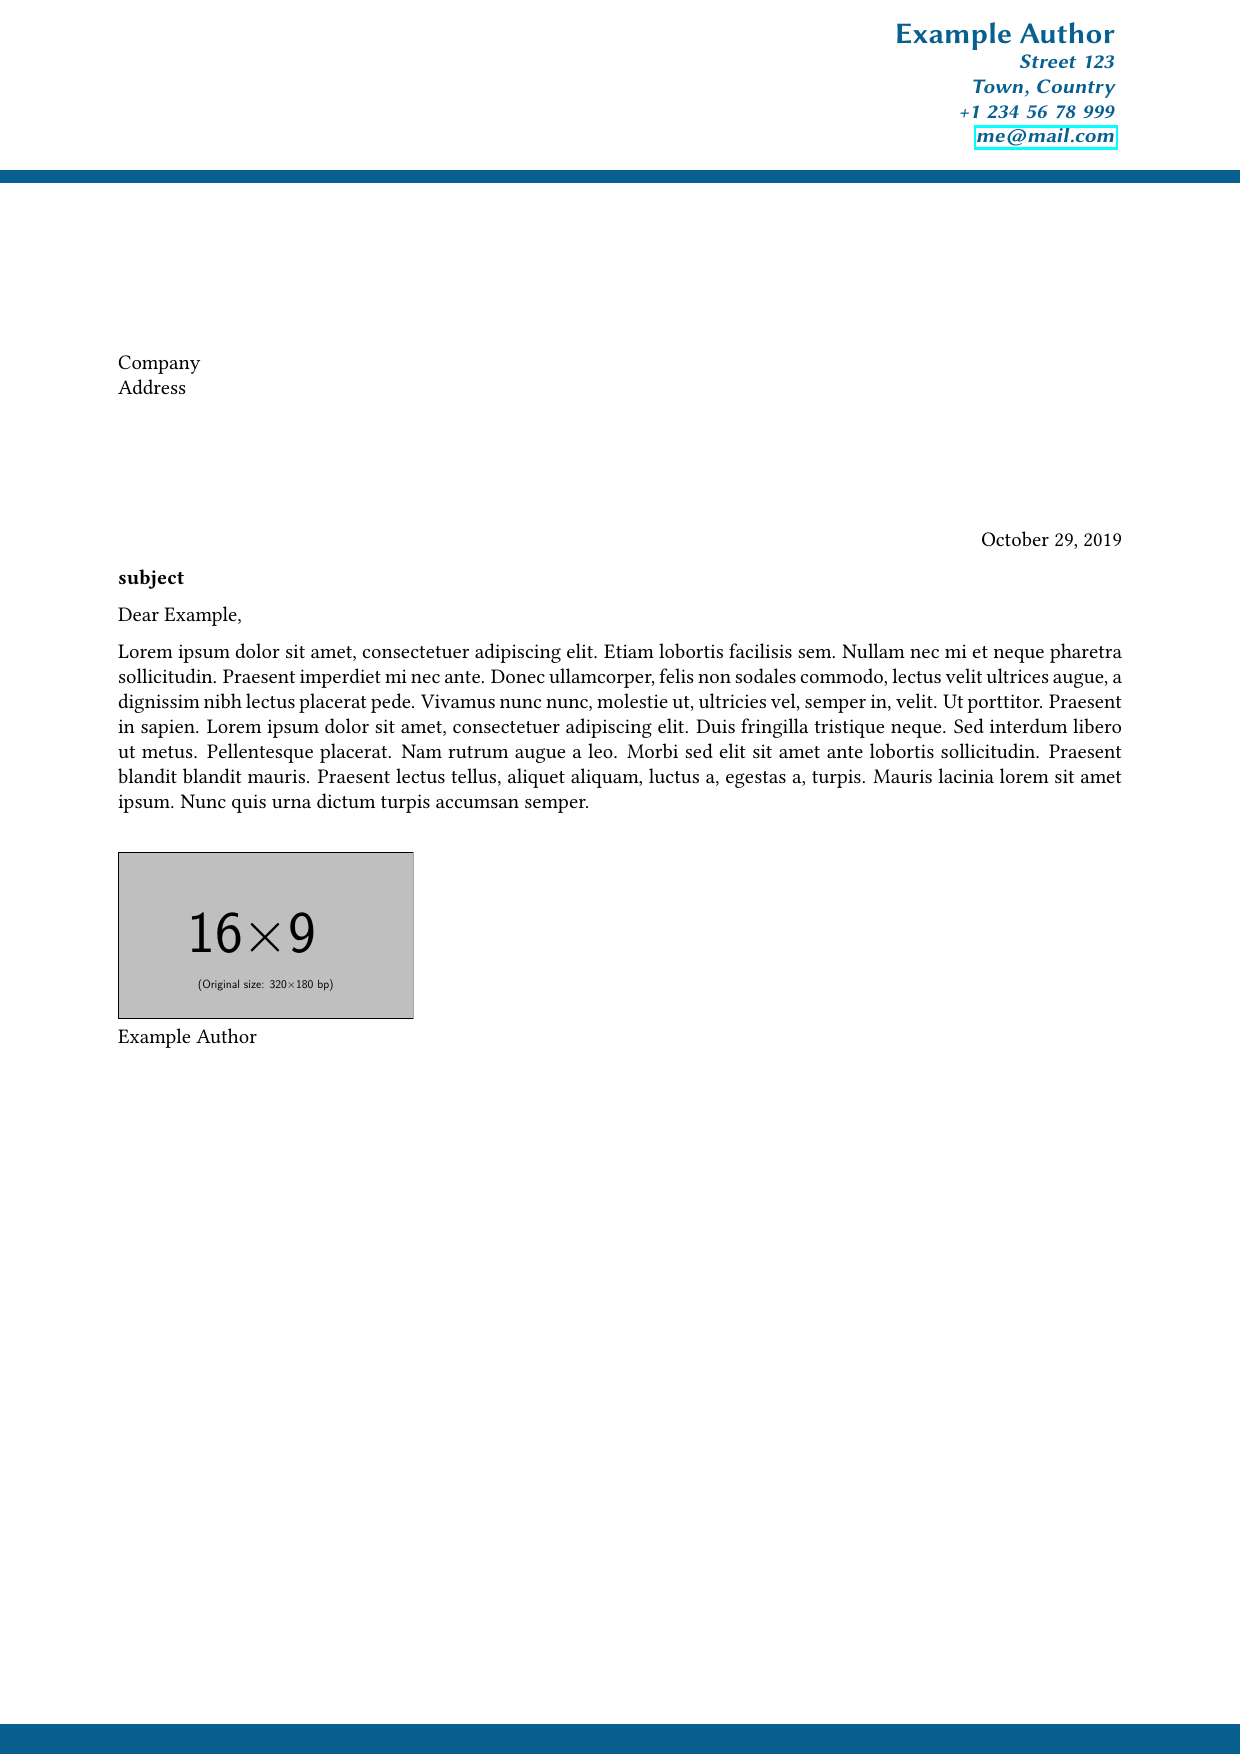 Example Author
Street 123
Town, Country
+1 234 56 78 999
me@mail.com
Company
Address
October 29, 2019
subject
Dear Example,
Lorem ipsum dolor sit amet, consectetuer adipiscing elit. Etiam lobortis facilisis sem. Nullam nec mi et neque pharetra
sollicitudin. Praesent imperdiet mi nec ante. Donec ullamcorper, felis non sodales commodo, lectus velit ultrices augue, a
dignissim nibh lectus placerat pede. Vivamus nunc nunc, molestie ut, ultricies vel, semper in, velit. Ut porttitor. Praesent
in sapien. Lorem ipsum dolor sit amet, consectetuer adipiscing elit. Duis fringilla tristique neque. Sed interdum libero
ut metus. Pellentesque placerat. Nam rutrum augue a leo. Morbi sed elit sit amet ante lobortis sollicitudin. Praesent
blandit blandit mauris. Praesent lectus tellus, aliquet aliquam, luctus a, egestas a, turpis. Mauris lacinia lorem sit amet
ipsum. Nunc quis urna dictum turpis accumsan semper.
16×9
(Original size: 320×180 bp)
Example Author